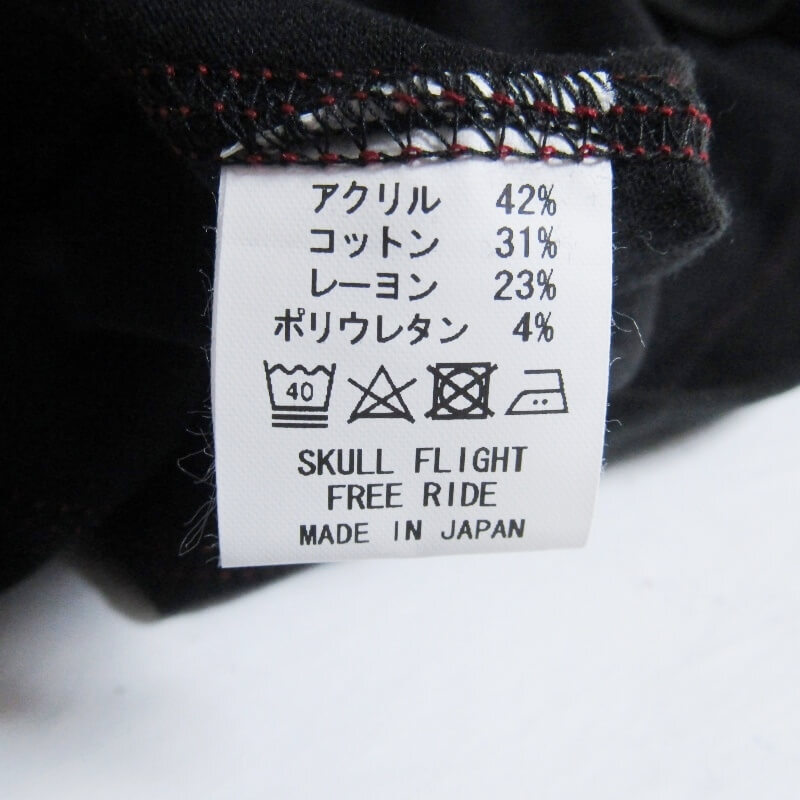 アクリル 42%
コットン 31%
レーヨン 23%
ポリウレタン 4%
40
SKULL FLIGHT
FREE RIDE
MADE IN JAPAN